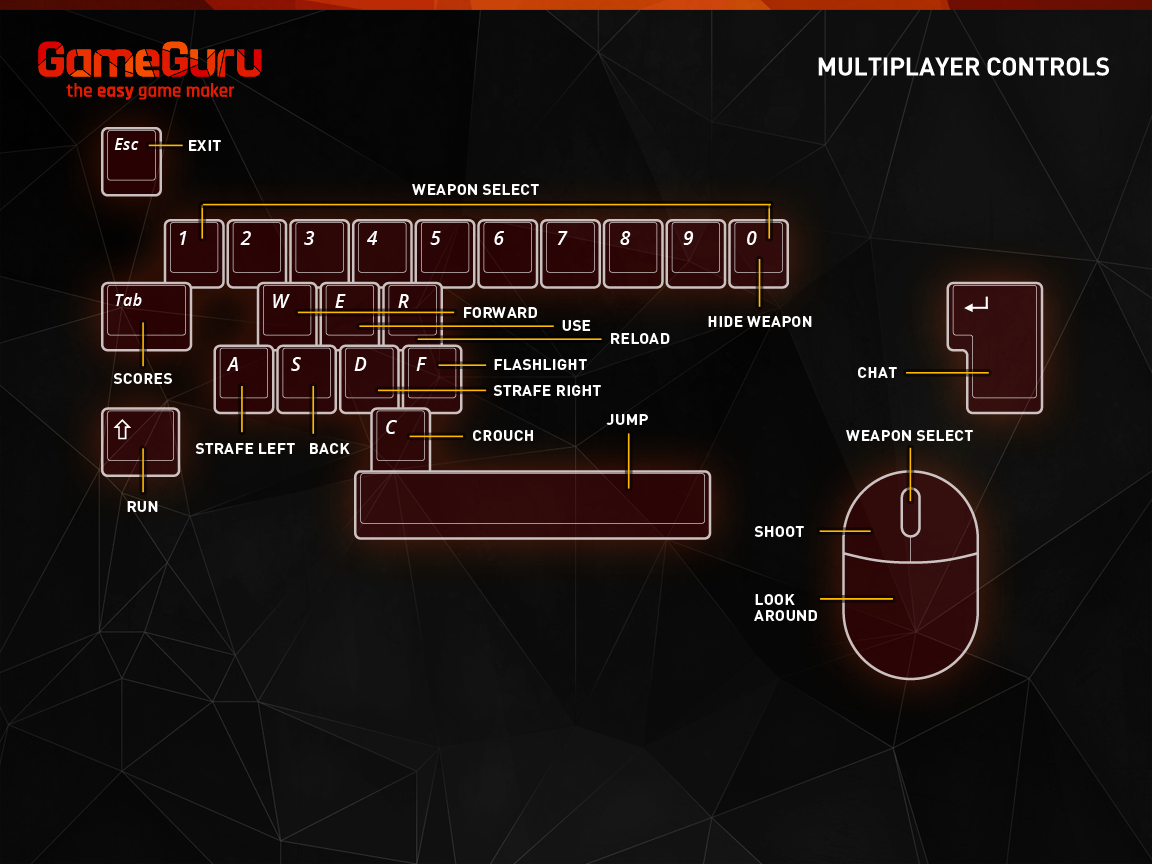 GameGuru
the easy game maker
MULTIPLAYER CONTROLS
Esc
EXIT
WEAPON SELECT
1 2 3 4 5 6 7 8 9 0
Tab
W E R
FORWARD
USE
RELOAD
HIDE WEAPON
SCORES
A S D F
FLASHLIGHT
STRAFE RIGHT
CHAT
JUMP
C
CROUCH
STRAFE LEFT
BACK
WEAPON SELECT
RUN
SHOOT
LOOK
AROUND